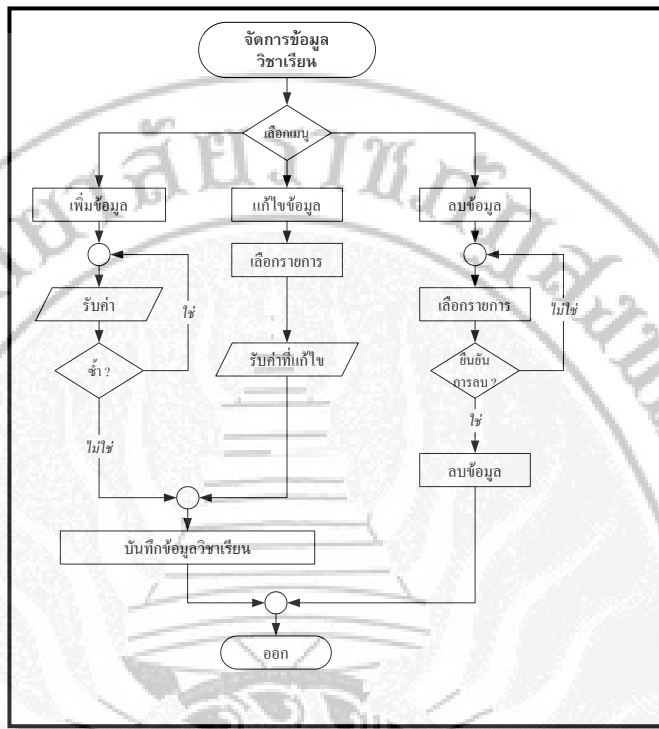 จัดการข้อมูล
วิชาเรียน
เลือกเมนู
เพิ่มข้อมูล
แก้ไขข้อมูล
ลบข้อมูล
เลือกรายการ
รับค่า
ใช่
เลือกรายการ
ไม่ใช่
ซ้ำ ?
รับค่าที่แก้ไข
ยืนยัน
การลบ ?
ใช่
ไม่ใช่
ลบข้อมูล
บันทึกข้อมูลวิชาเรียน
ออก